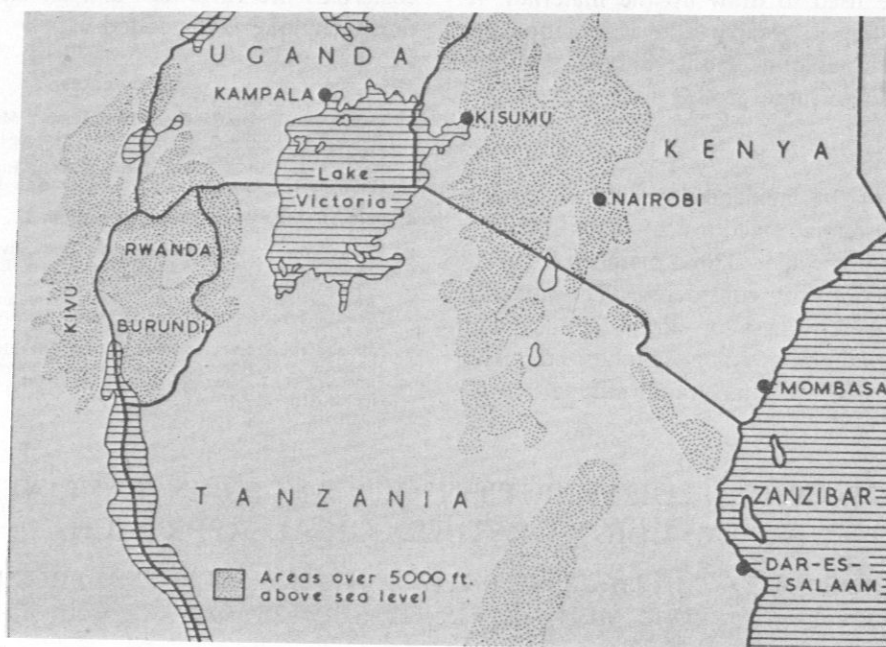 UGANDA
KAMPALA
KISUMU
KENYA
Lake
Victoria
NAIROBI
RWANDA
KIVU
BURUNDI
MOMBASA
TANZANIA
ZANZIBAR
DAR-ES-
SALAAM
Areas over 5000 ft.
above sea level